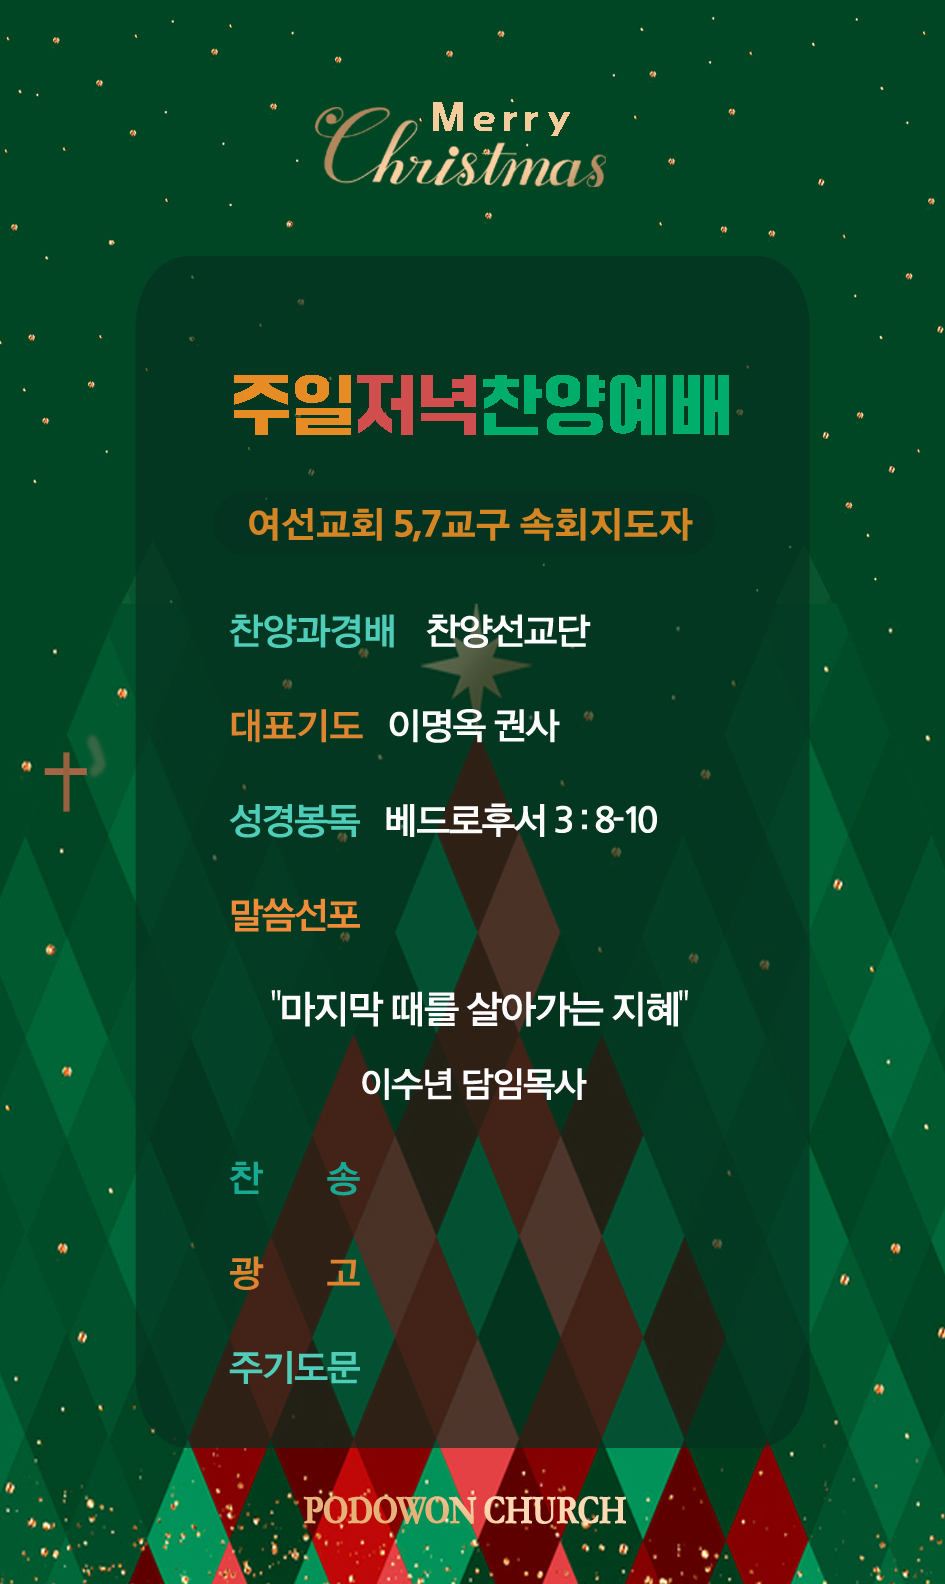 Merry
Christmas
주일저녁찬양예배
여선교회 5,7교구 속회지도자
찬양과경배 찬양선교단
대표기도 이명옥 권사
성경봉독 베드로후서 3 : 8-10
말씀선포
"마지막 때를 살아가는 지혜"
이수년 담임목사
찬 송
광 고
주기도문
PODOWON CHURCH